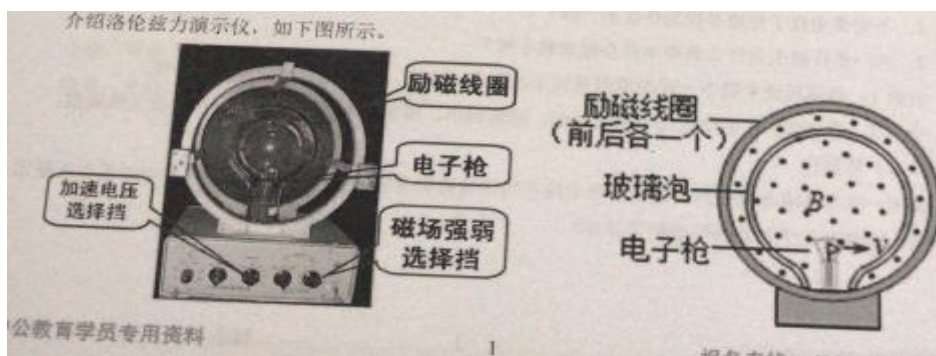 介绍洛伦兹力演示仪，如下图所示。
励磁线圈
电子枪
加速电压
选择挡
磁场强弱
选择挡
励磁线圈
（前后各一个）
玻璃泡
B
电子枪
v
公教育学员专用资料
1